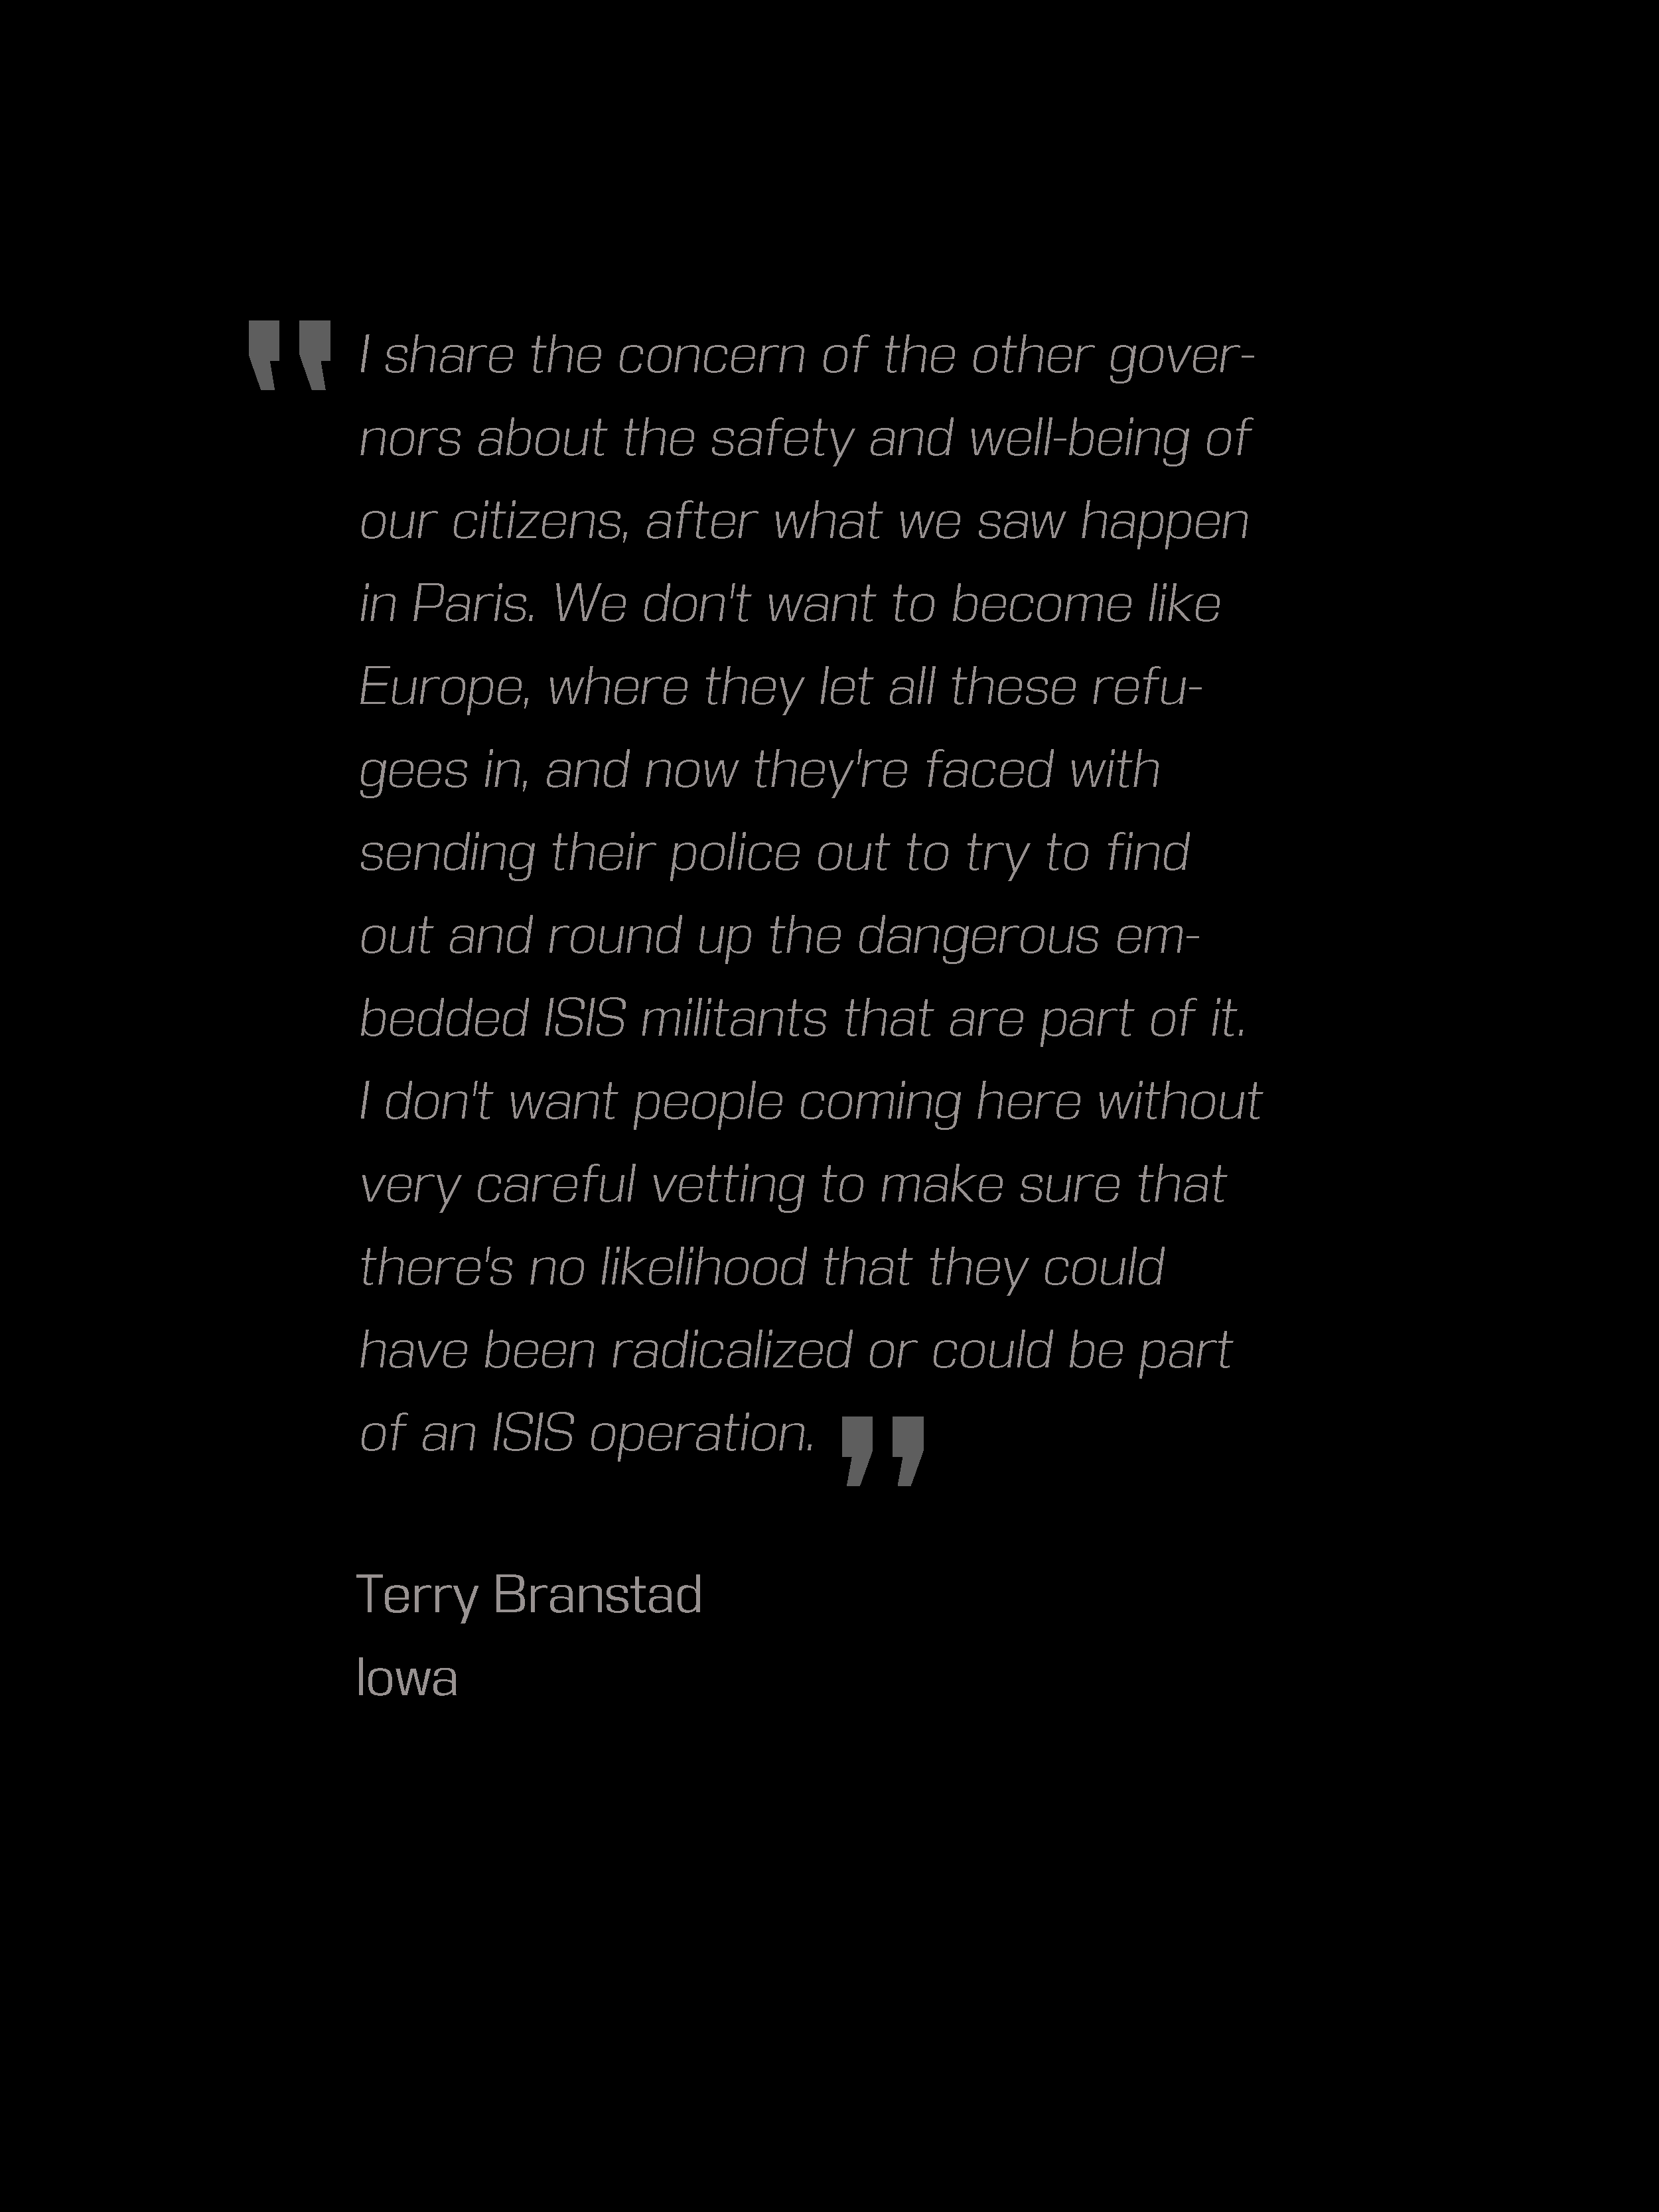 "I share the concern of the other gover-
nors about the safety and well-being of
our citizens, after what we saw happen
in Paris. We don't want to become like
Europe, where they let all these refu-
gees in, and now they're faced with
sending their police out to try to find
out and round up the dangerous em-
bedded ISIS militants that are part of it.
I don't want people coming here without
very careful vetting to make sure that
there's no likelihood that they could
have been radicalized or could be part
of an ISIS operation."
Terry Branstad
Iowa